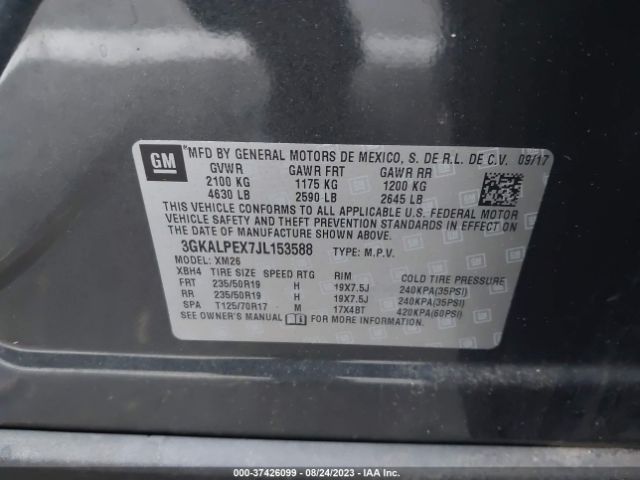 GM
*MFD BY GENERAL MOTORS DE MEXICO, S. DE R.L. DE C.V. 09/17
GVWR GAWR FRT GAWR RR
2100 KG 1175 KG 1200 KG
4630 LB 2590 LB 2645 LB
THIS VEHICLE CONFORMS TO ALL APPLICABLE U.S. FEDERAL MOTOR
VEHICLE SAFETY AND THEFT PREVENTION STANDARDS IN EFFECT ON
THE DATE OF MANUFACTURE SHOWN ABOVE.
3GKALPEX7JL153588 TYPE: M.P.V.
MODEL: XM26
XBH4 TIRE SIZE SPEED RTG RIM COLD TIRE PRESSURE
FRT 235/50R19 H 19X7.5J 240KPA(35PSI)
RR 235/50R19 H 19X7.5J 240KPA(35PSI)
SPA T125/70R17 M 17X4BT 420KPA(60PSI)
SEE OWNER'S MANUAL FOR MORE INFORMATION.
000-37426099 - 08/24/2023 - IAA Inc.